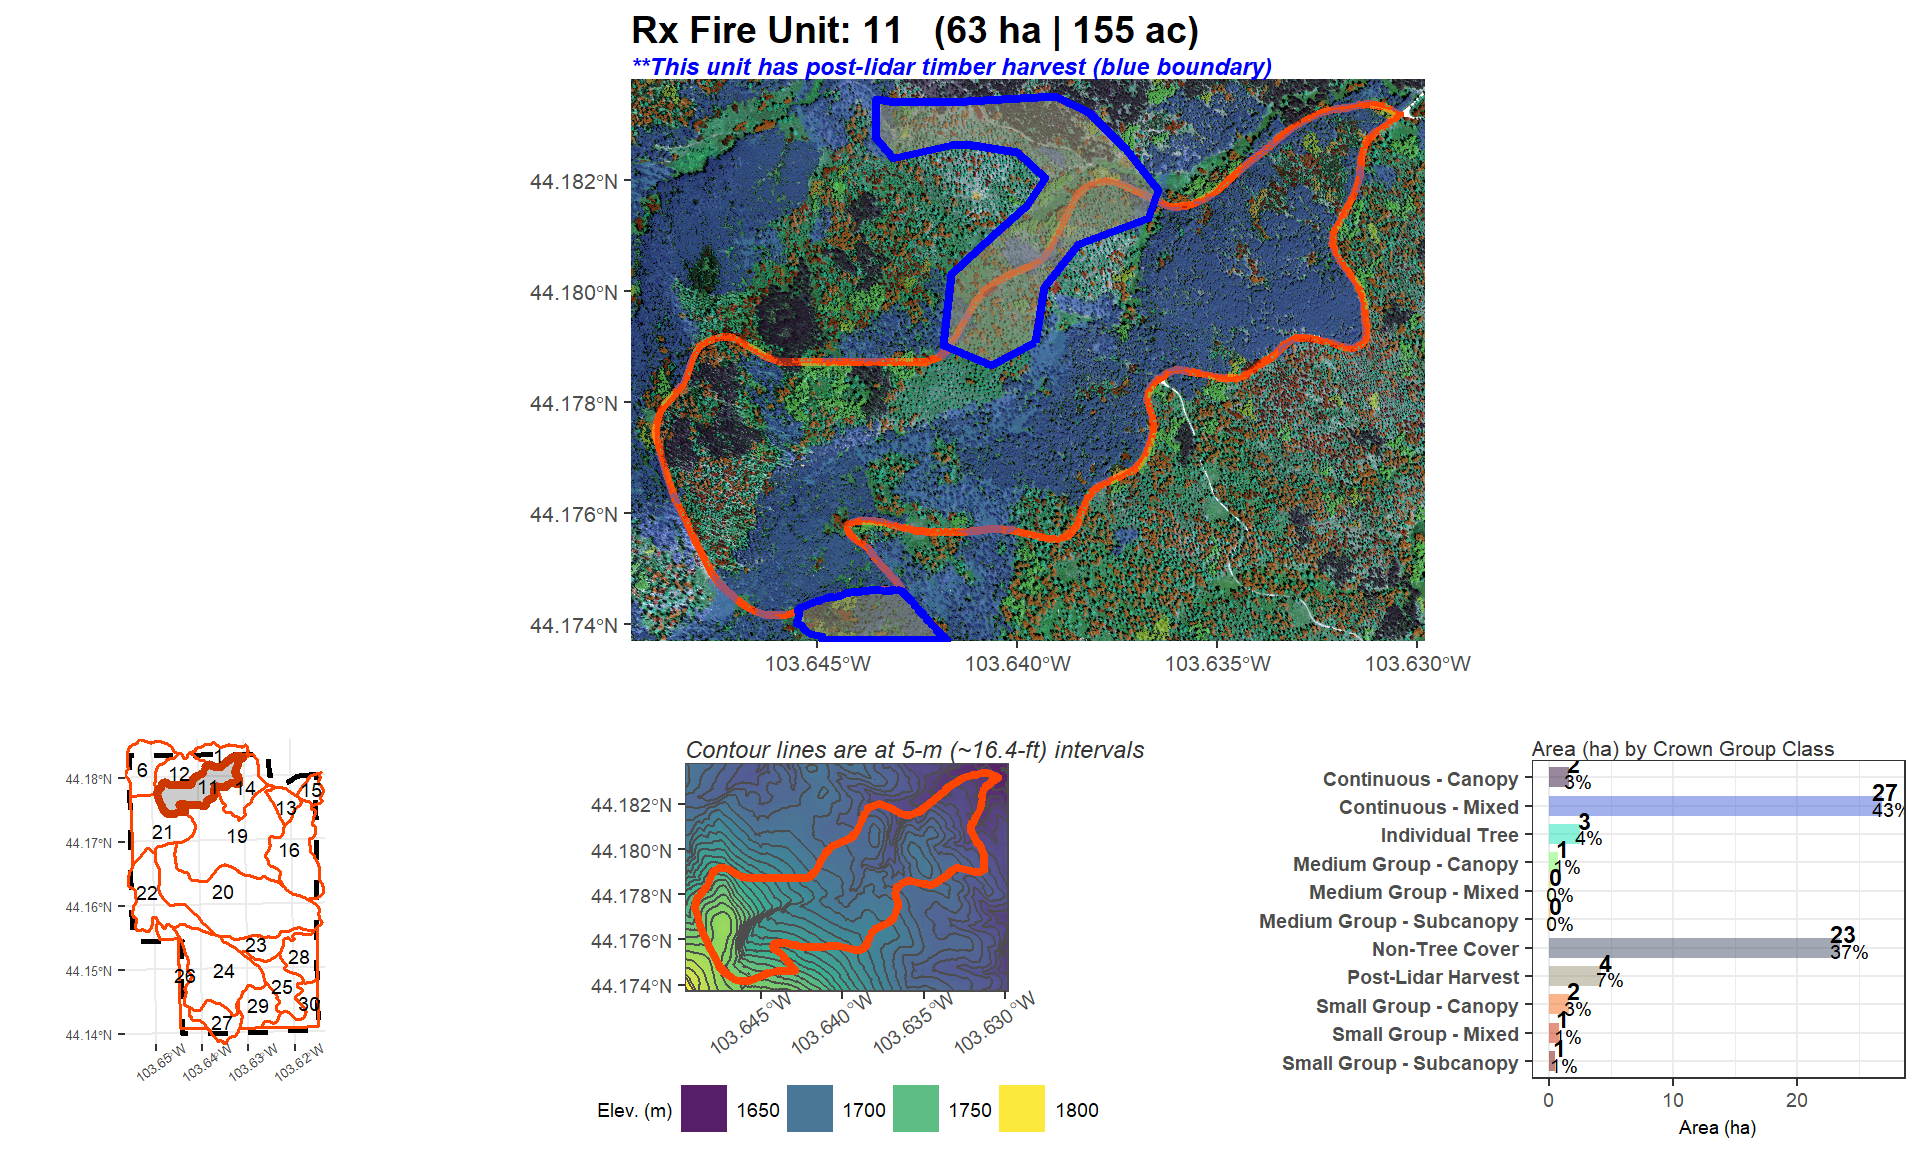 Rx Fire Unit: 11 (63 ha | 155 ac)
**This unit has post-lidar timber harvest (blue boundary)
44.182°N
44.180°N
44.178°N
44.176°N
44.174°N
103.645°W
103.640°W
103.635°W
103.630°W
44.18°N
44.17°N
44.16°N
44.15°N
44.14°N
1
6
12
11
14
15
13
21
19
16
22
20
23
28
24
26
25
29
30
27
103.65°W
103.64°W
103.63°W
103.62°W
Contour lines are at 5-m (~16.4-ft) intervals
44.182°N
44.180°N
44.178°N
44.176°N
44.174°N
103.645°W
103.640°W
103.635°W
103.630°W
Elev. (m)
1650
1700
1750
1800
Area (ha) by Crown Group Class
Continuous - Canopy
2
3%
Continuous - Mixed
27
43%
Individual Tree
3
4%
Medium Group - Canopy
1
1%
Medium Group - Mixed
0
0%
Medium Group - Subcanopy
0
0%
Non-Tree Cover
23
37%
Post-Lidar Harvest
4
7%
Small Group - Canopy
2
3%
Small Group - Mixed
1
1%
Small Group - Subcanopy
1
1%
0
10
20
Area (ha)